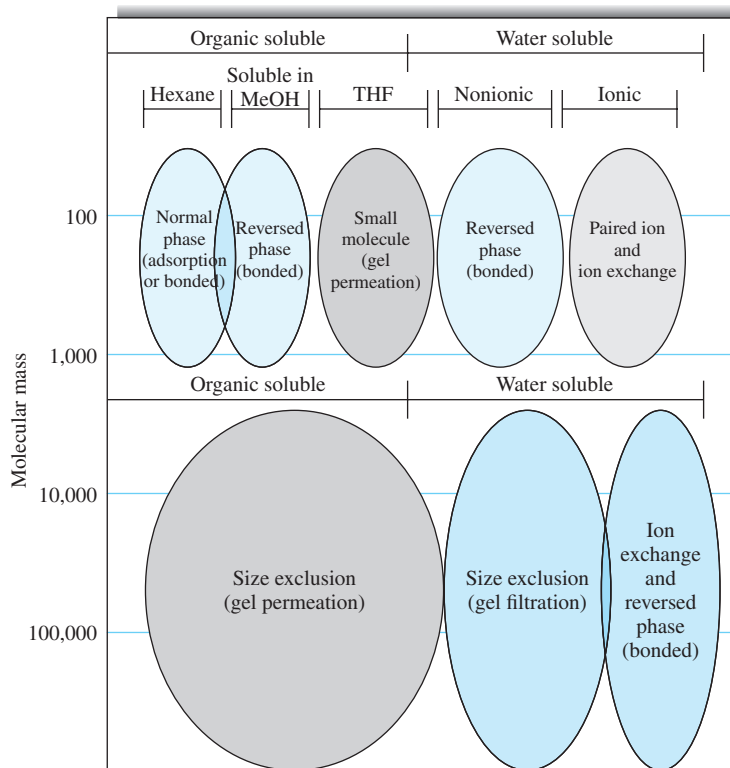 Organic soluble
Water soluble
Hexane
Soluble in
MeOH
THF
Nonionic
Ionic
Normal
phase
(adsorption
or bonded)
Reversed
phase
(bonded)
Small
molecule
(gel
permeation)
Reversed
phase
(bonded)
Paired ion
and
ion exchange
100
1,000
Organic soluble
Water soluble
Molecular mass
10,000
100,000
Size exclusion
(gel permeation)
Size exclusion
(gel filtration)
Ion
exchange
and
reversed
phase
(bonded)